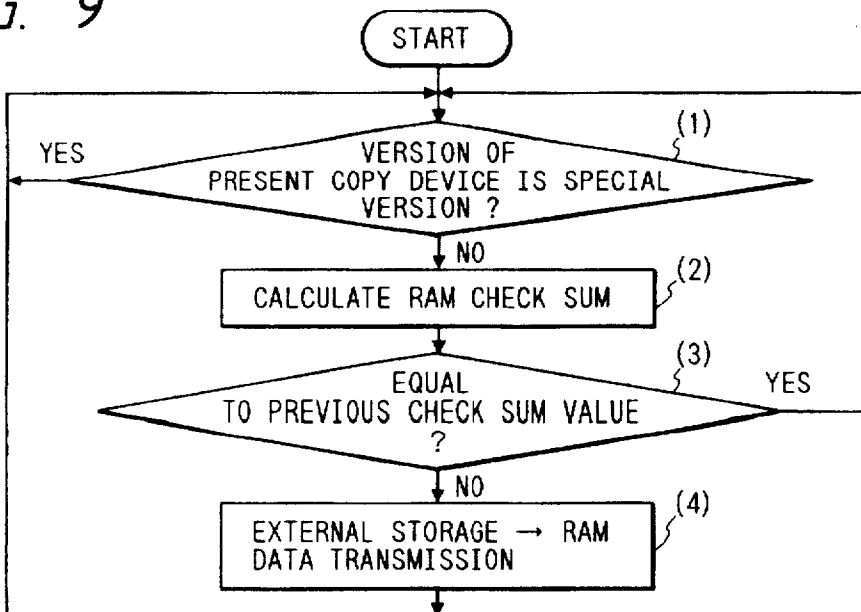 9
START
(1)
YES
VERSION OF
PRESENT COPY DEVICE IS SPECIAL
VERSION ?
NO
(2)
CALCULATE RAM CHECK SUM
(3)
EQUAL
YES
TO PREVIOUS CHECK SUM VALUE
?
NO
(4)
EXTERNAL STORAGE → RAM
DATA TRANSMISSION